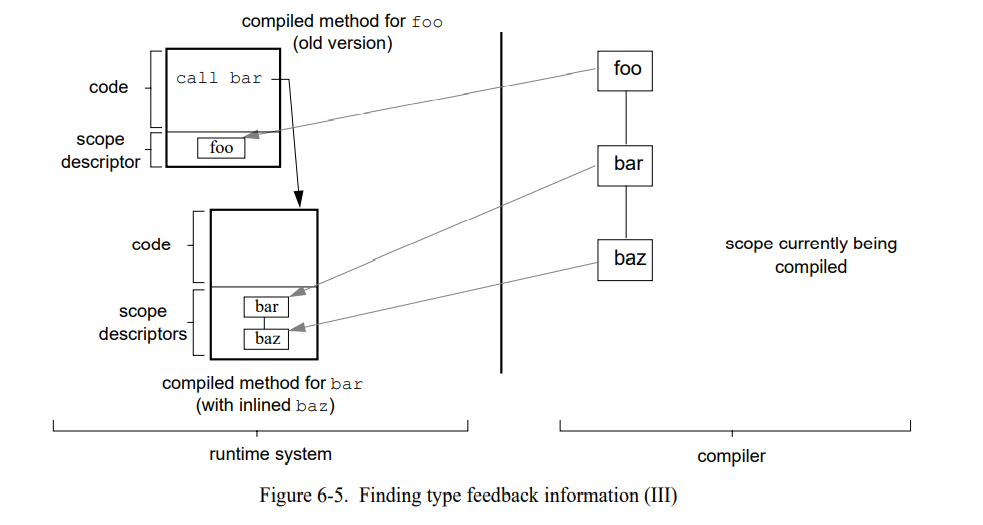 compiled method for foo
(old version)
code
call bar
scope
descriptor
foo
code
scope
descriptors
bar
baz
compiled method for bar
(with inlined baz)
runtime system
foo
bar
baz
scope currently being
compiled
compiler
Figure 6-5. Finding type feedback information (III)